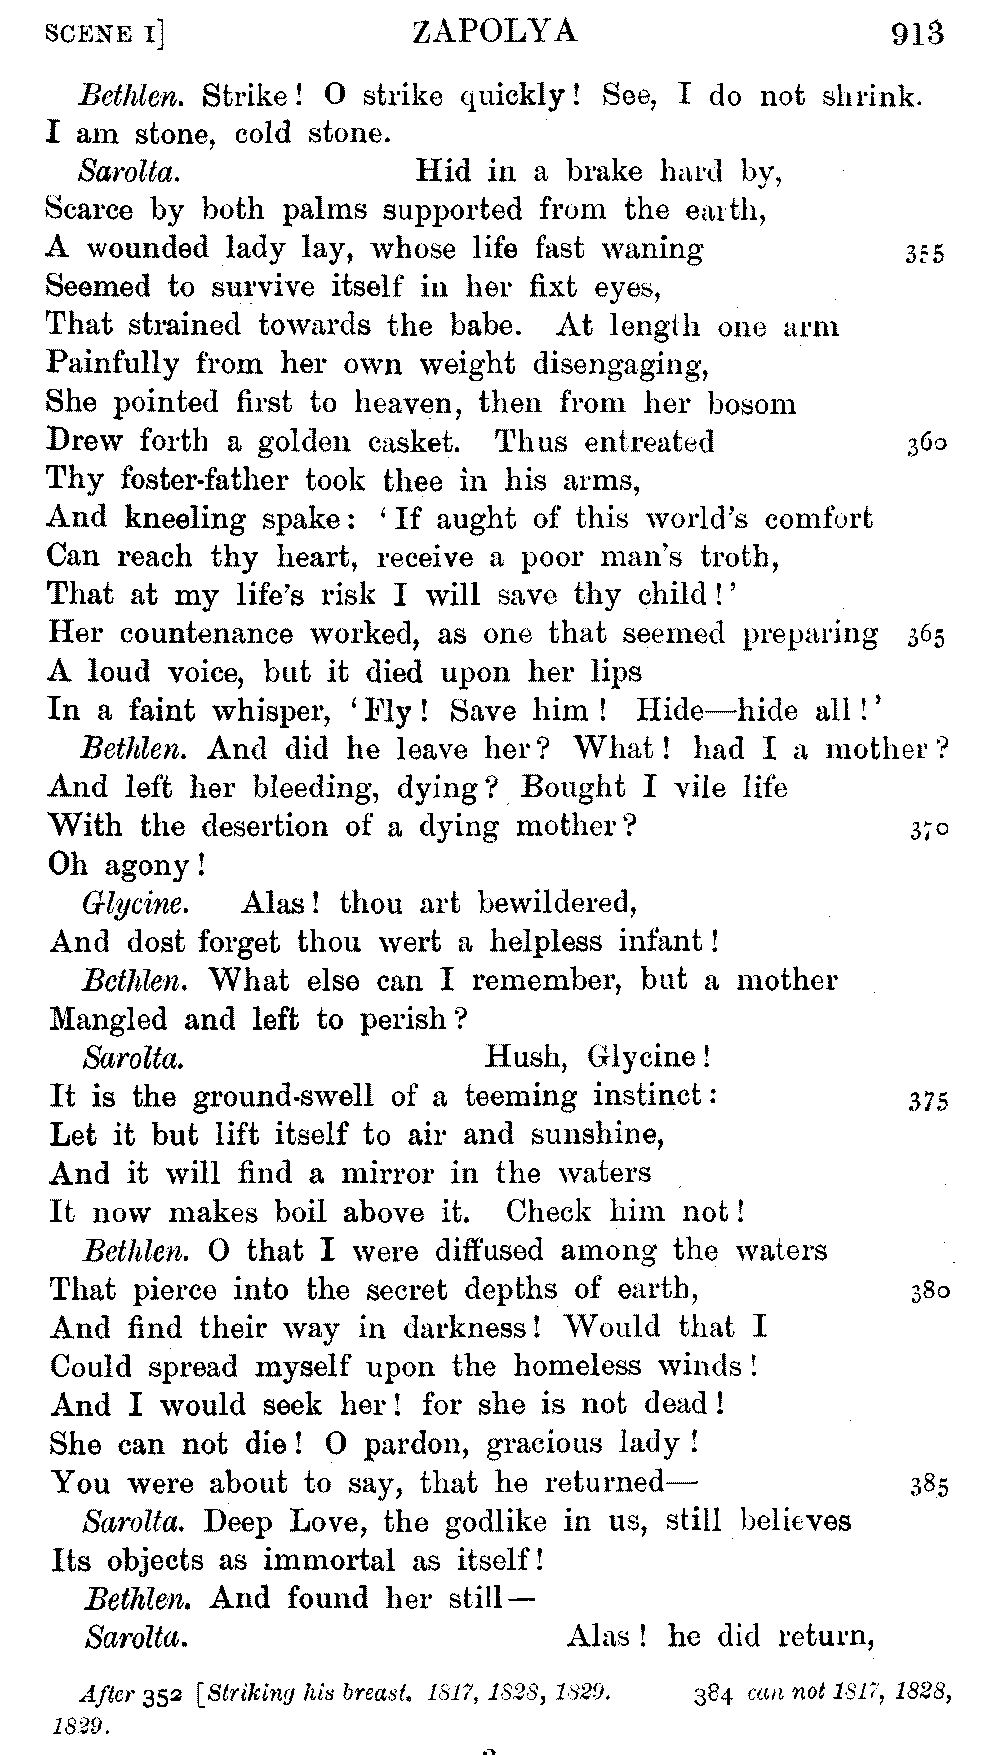 SCENE I] ZAPOLYA 913
Bethlen. Strike! O strike quickly! See, I do not shrink.
I am stone, cold stone.
Sarolta. Hid in a brake hard by,
Scarce by both palms supported from the earth,
A wounded lady lay, whose life fast waning 355
Seemed to survive itself in her fixt eyes,
That strained towards the babe. At length one arm
Painfully from her own weight disengaging,
She pointed first to heaven, then from her bosom
Drew forth a golden casket. Thus entreated 360
Thy foster-father took thee in his arms,
And kneeling spake: 'If aught of this world's comfort
Can reach thy heart, receive a poor man's troth,
That at my life's risk I will save thy child!'
Her countenance worked, as one that seemed preparing 365
A loud voice, but it died upon her lips
In a faint whisper, 'Fly! Save him! Hide—hide all!'
Bethlen. And did he leave her? What! had I a mother?
And left her bleeding, dying? Bought I vile life
With the desertion of a dying mother? 370
Oh agony!
Glycine. Alas! thou art bewildered,
And dost forget thou wert a helpless infant!
Bethlen. What else can I remember, but a mother
Mangled and left to perish?
Sarolta. Hush, Glycine!
It is the ground-swell of a teeming instinct: 375
Let it but lift itself to air and sunshine,
And it will find a mirror in the waters
It now makes boil above it. Check him not!
Bethlen. O that I were diffused among the waters
That pierce into the secret depths of earth, 380
And find their way in darkness! Would that I
Could spread myself upon the homeless winds!
And I would seek her! for she is not dead!
She can not die! O pardon, gracious lady!
You were about to say, that he returned— 385
Sarolta. Deep Love, the godlike in us, still believes
Its objects as immortal as itself!
Bethlen. And found her still—
Sarolta. Alas! he did return,
After 352 [Striking his breast. 1817, 1828, 1829. 384 can not 1817, 1828,
1829.